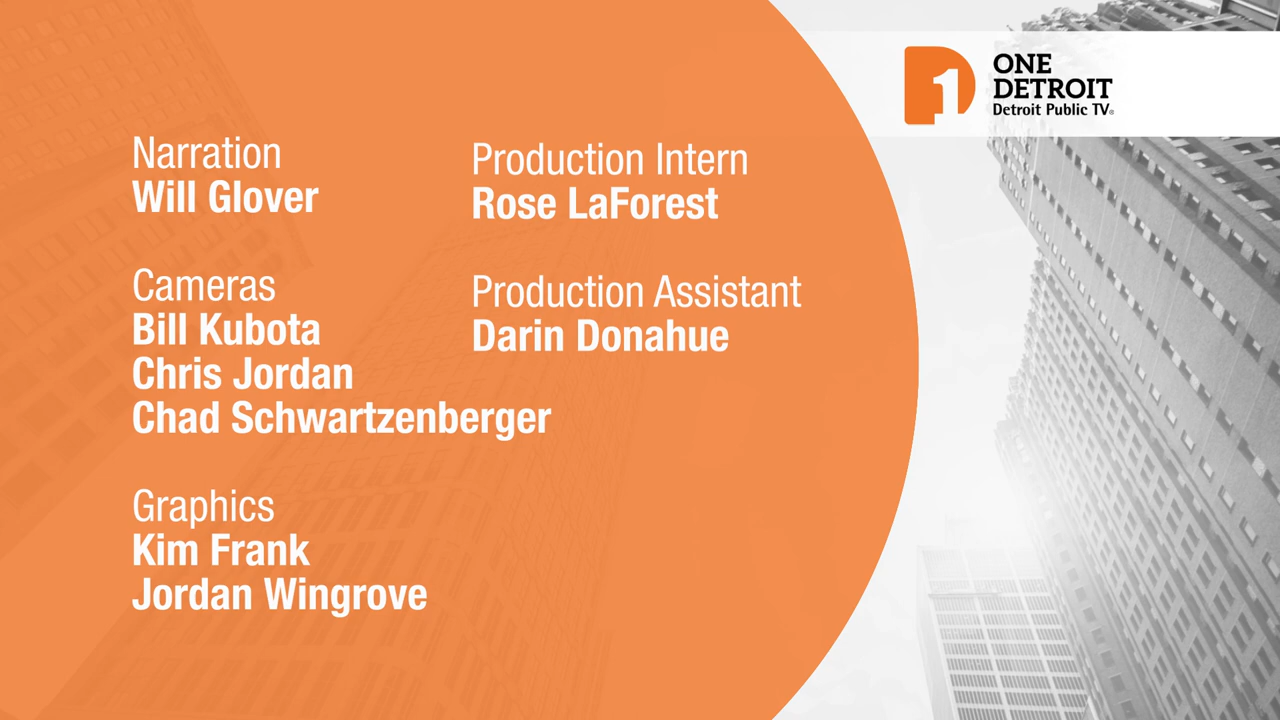 Narration
Will Glover
Cameras
Bill Kubota
Chris Jordan
Chad Schwartzenberger
Graphics
Kim Frank
Jordan Wingrove
Production Intern
Rose LaForest
Production Assistant
Darin Donahue
1
ONE
DETROIT
Detroit Public TV®